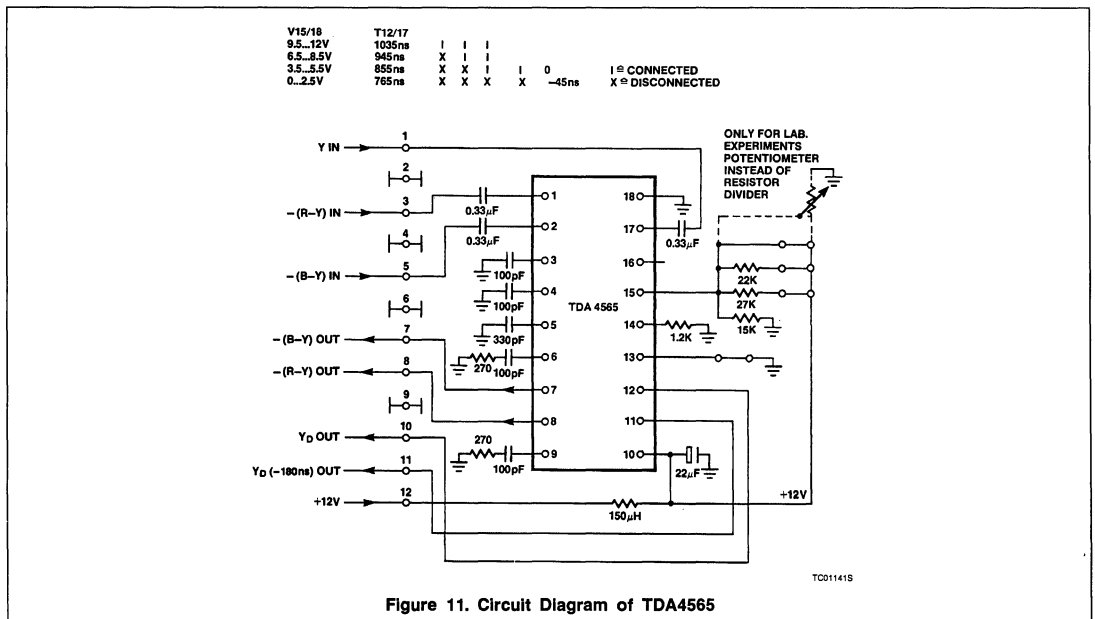 V15/18 T12/17
9.5...12V 1035ns I I I
6.5...8.5V 945ns X I I
3.5...5.5V 855ns X X I I 0 I ≙ CONNECTED
0...2.5V 765ns X X X X –45ns X ≙ DISCONNECTED
ONLY FOR LAB.
EXPERIMENTS
POTENTIOMETER
INSTEAD OF
RESISTOR
DIVIDER
Y IN 1
2
–(R–Y) IN 3 0.33µF 1 18
4 0.33µF 2 17 0.33µF
–(B–Y) IN 5 100pF 3 16 22K
6 100pF 4 TDA 4565 15 27K
–(B–Y) OUT 7 330pF 5 14 1.2K 15K
–(R–Y) OUT 8 270 100pF 6 13
9 7 12
8 11
Y_D OUT 10 270 100pF 9 10 22µF
Y_D (–180ns) OUT 11
+12V 12 150µH +12V
TC01141S
Figure 11. Circuit Diagram of TDA4565